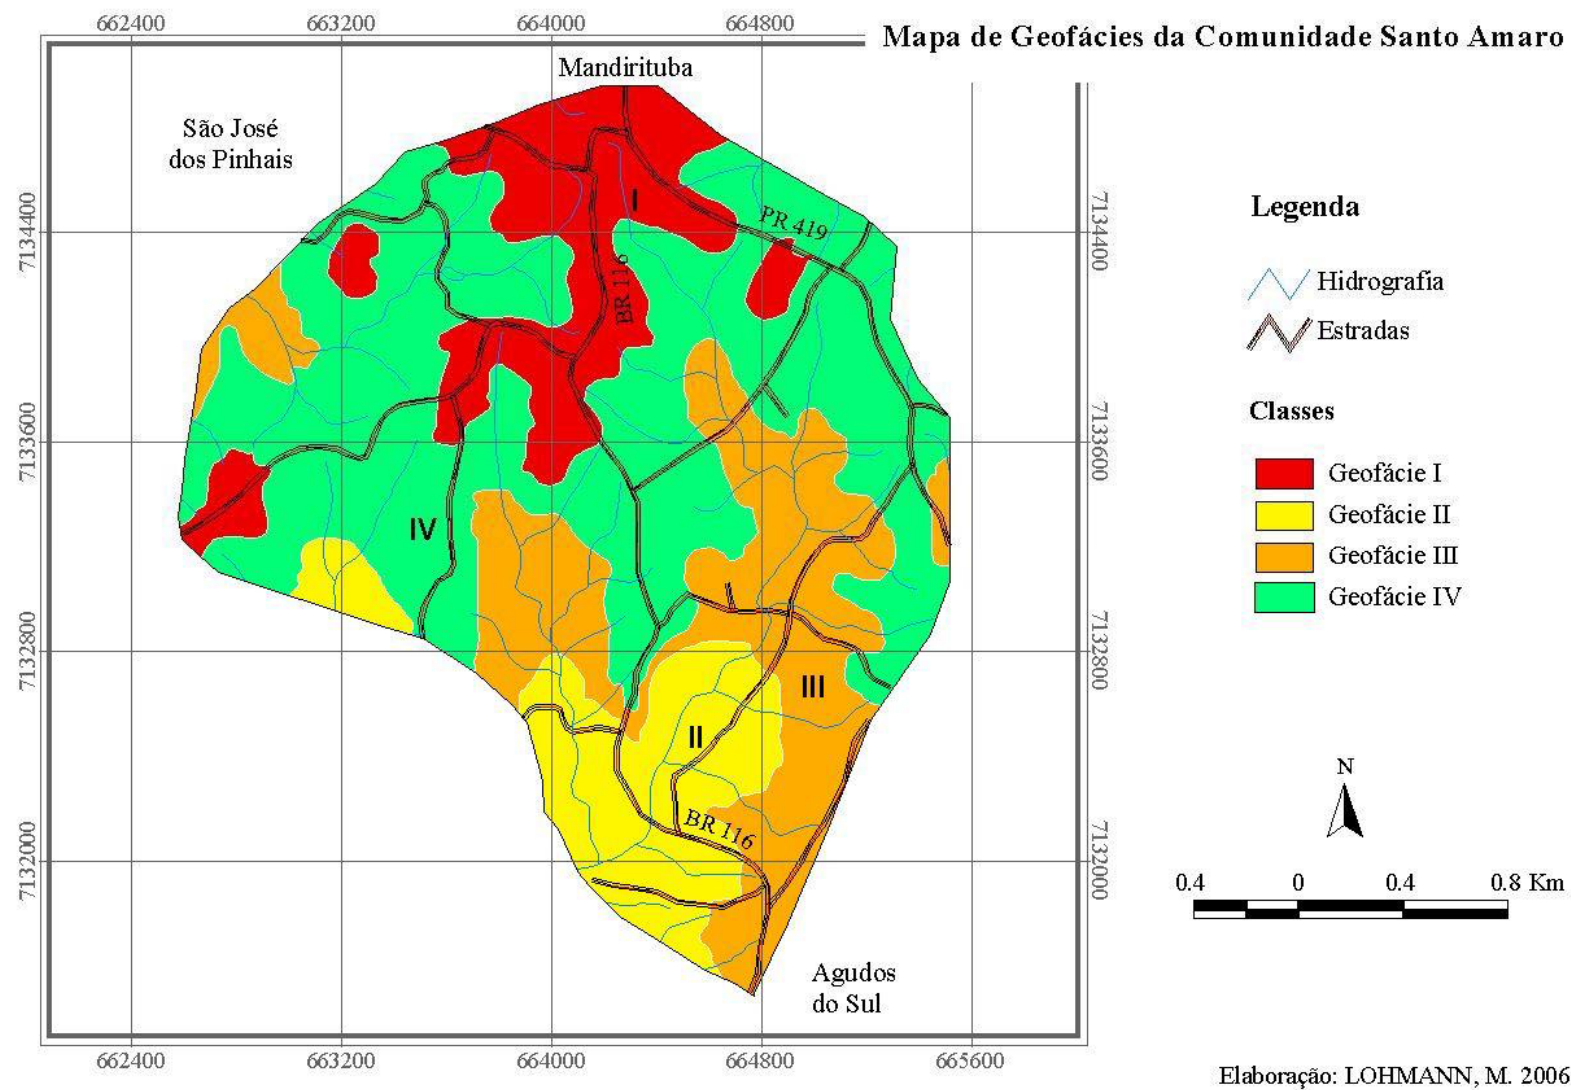 662400 663200 664000 664800
Mapa de Geofácies da Comunidade Santo Amaro
Mandirituba
São José
dos Pinhais
I
PR 419
BR 116
7134400
7134400
7133600
7133600
7132800
7132800
7132000
7132000
IV
III
II
BR 116
Agudos
do Sul
662400 663200 664000 664800 665600
Legenda
Hidrografia
Estradas
Classes
Geofácie I
Geofácie II
Geofácie III
Geofácie IV
N
0.4 0 0.4 0.8 Km
Elaboração: LOHMANN, M. 2006